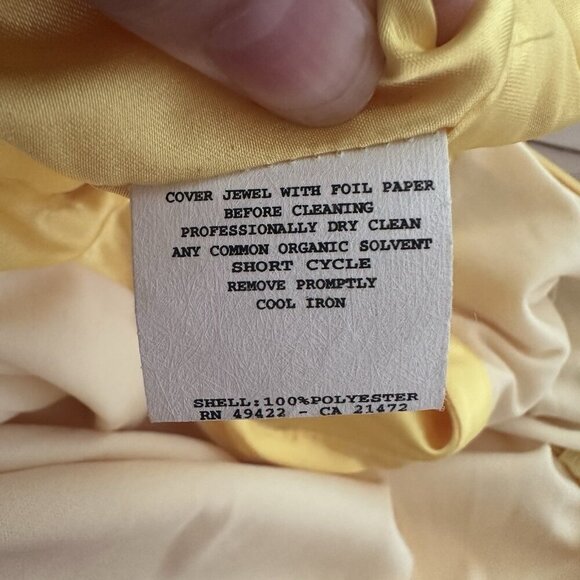 COVER JEWEL WITH FOIL PAPER
BEFORE CLEANING
PROFESSIONALLY DRY CLEAN
ANY COMMON ORGANIC SOLVENT
SHORT CYCLE
REMOVE PROMPTLY
COOL IRON
SHELL:100%POLYESTER
RN 49422 - CA 21472